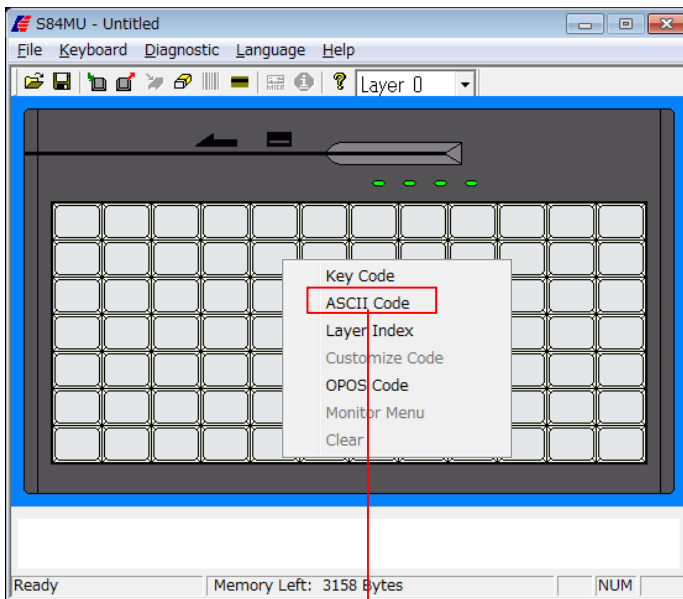 S84MU - Untitled
File Keyboard Diagnostic Language Help
MICR Layer 0
Key Code
ASCII Code
Layer Index
Customize Code
OPOS Code
Monitor Menu
Clear
Ready Memory Left: 3158 Bytes NUM